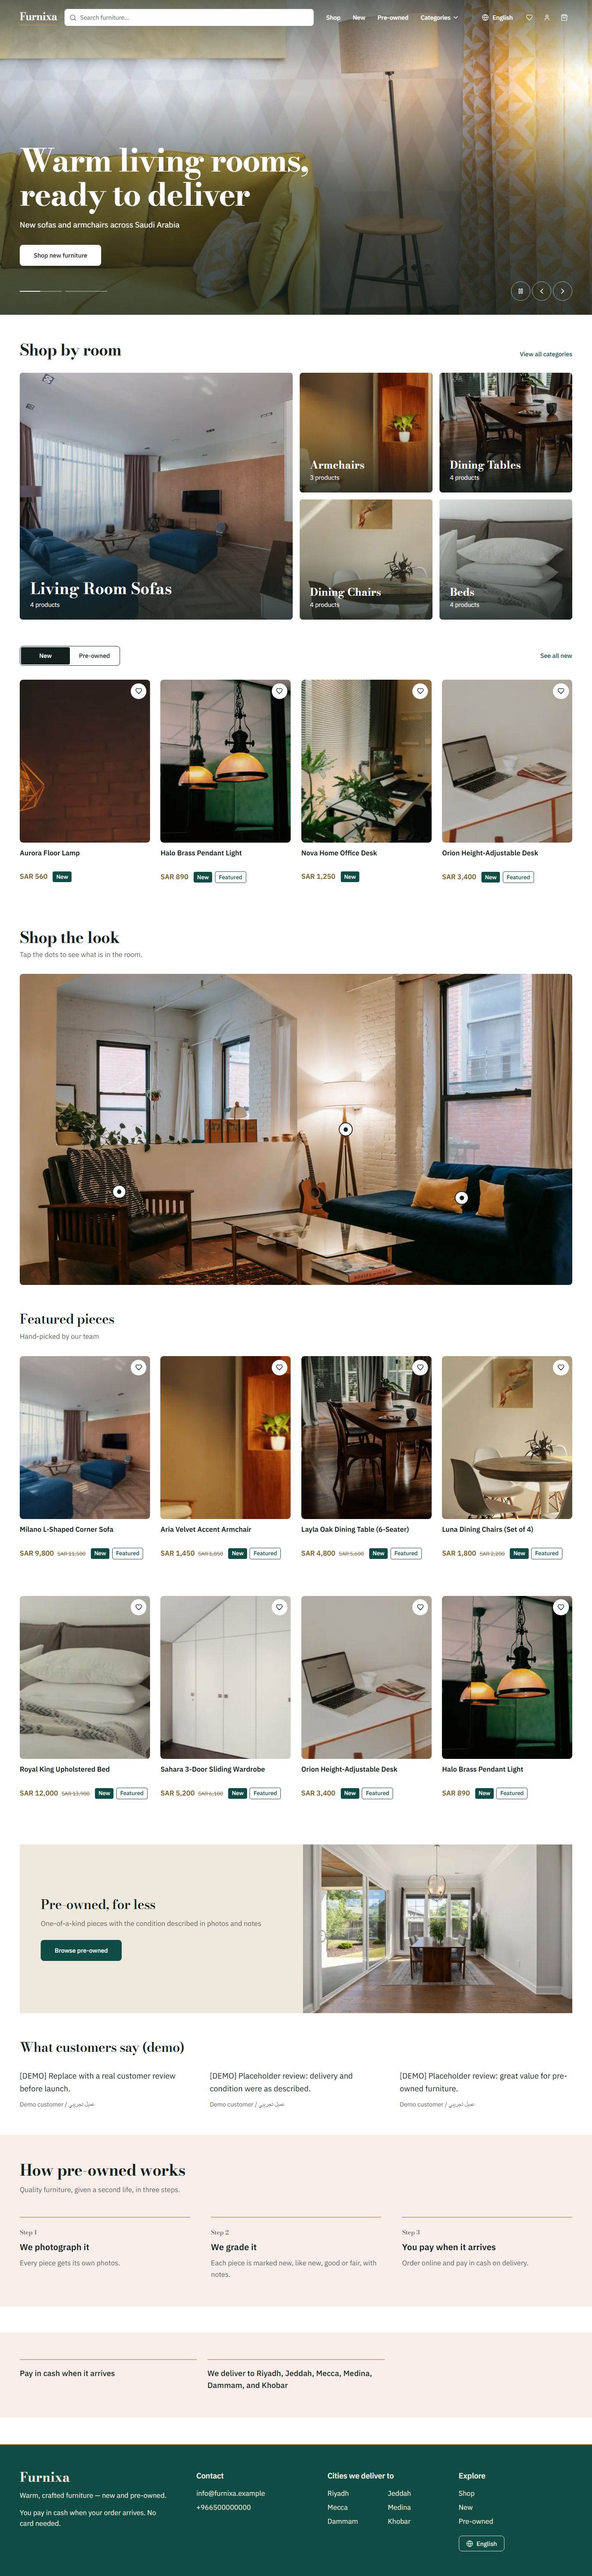 Furnixa
Search furniture...
Shop
New
Pre-owned
Categories
English
Warm living rooms,
ready to deliver
New sofas and armchairs across Saudi Arabia
Shop new furniture
Shop by room
View all categories
Living Room Sofas
4 products
Armchairs
3 products
Dining Tables
4 products
Dining Chairs
4 products
Beds
4 products
New
Pre-owned
See all new
Aurora Floor Lamp
SAR 560 New
Halo Brass Pendant Light
SAR 890 New Featured
Nova Home Office Desk
SAR 1,250 New
Orion Height-Adjustable Desk
SAR 3,400 New Featured
Shop the look
Tap the dots to see what is in the room.
Featured pieces
Hand-picked by our team
Milano L-Shaped Corner Sofa
SAR 9,800 SAR 11,500 New Featured
Aria Velvet Accent Armchair
SAR 1,450 SAR 1,850 New Featured
Layla Oak Dining Table (6-Seater)
SAR 4,800 SAR 5,600 New Featured
Luna Dining Chairs (Set of 4)
SAR 1,800 SAR 2,200 New Featured
Royal King Upholstered Bed
SAR 12,000 SAR 13,900 New Featured
Sahara 3-Door Sliding Wardrobe
SAR 5,200 SAR 6,100 New Featured
Orion Height-Adjustable Desk
SAR 3,400 New Featured
Halo Brass Pendant Light
SAR 890 New Featured
Pre-owned, for less
One-of-a-kind pieces with the condition described in photos and notes
Browse pre-owned
What customers say (demo)
[DEMO] Replace with a real customer review
before launch.
Demo customer / عميل تجريبي
[DEMO] Placeholder review: delivery and
condition were as described.
Demo customer / عميل تجريبي
[DEMO] Placeholder review: great value for pre-
owned furniture.
Demo customer / عميل تجريبي
How pre-owned works
Quality furniture, given a second life, in three steps.
Step 1
We photograph it
Every piece gets its own photos.
Step 2
We grade it
Each piece is marked new, like new, good or fair, with
notes.
Step 3
You pay when it arrives
Order online and pay in cash on delivery.
Pay in cash when it arrives
We deliver to Riyadh, Jeddah, Mecca, Medina,
Dammam, and Khobar
Furnixa
Warm, crafted furniture — new and pre-owned.
You pay in cash when your order arrives. No
card needed.
Contact
info@furnixa.example
+966500000000
Cities we deliver to
Riyadh
Jeddah
Mecca
Medina
Dammam
Khobar
Explore
Shop
New
Pre-owned
English